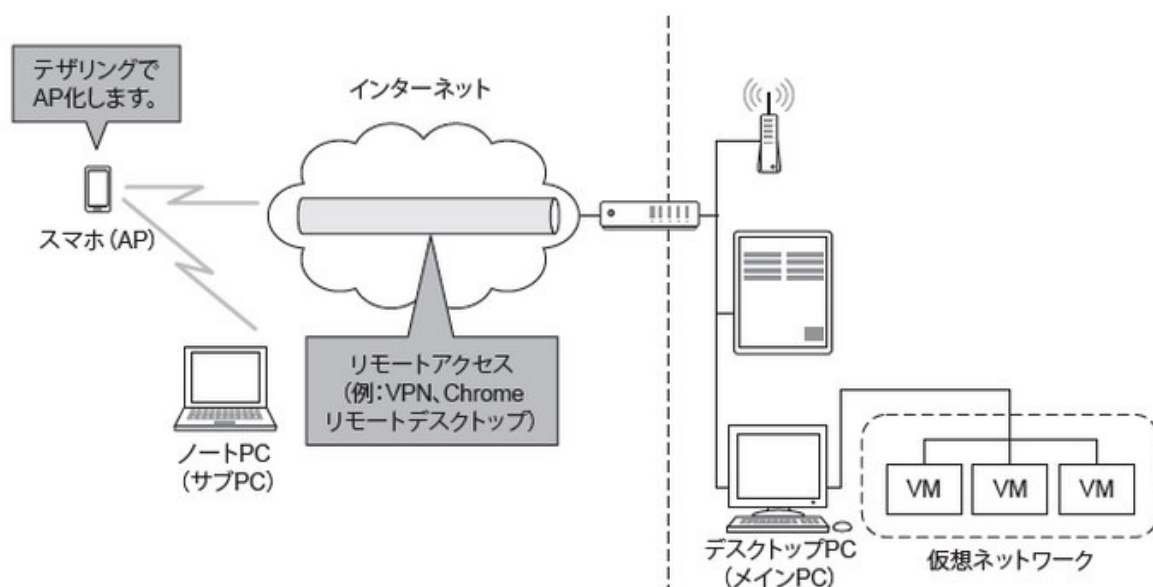 テザリングで
AP化します。
インターネット
スマホ(AP)
リモートアクセス
(例:VPN、Chrome
リモートデスクトップ)
ノートPC
(サブPC)
VM
VM
VM
デスクトップPC
(メインPC)
仮想ネットワーク